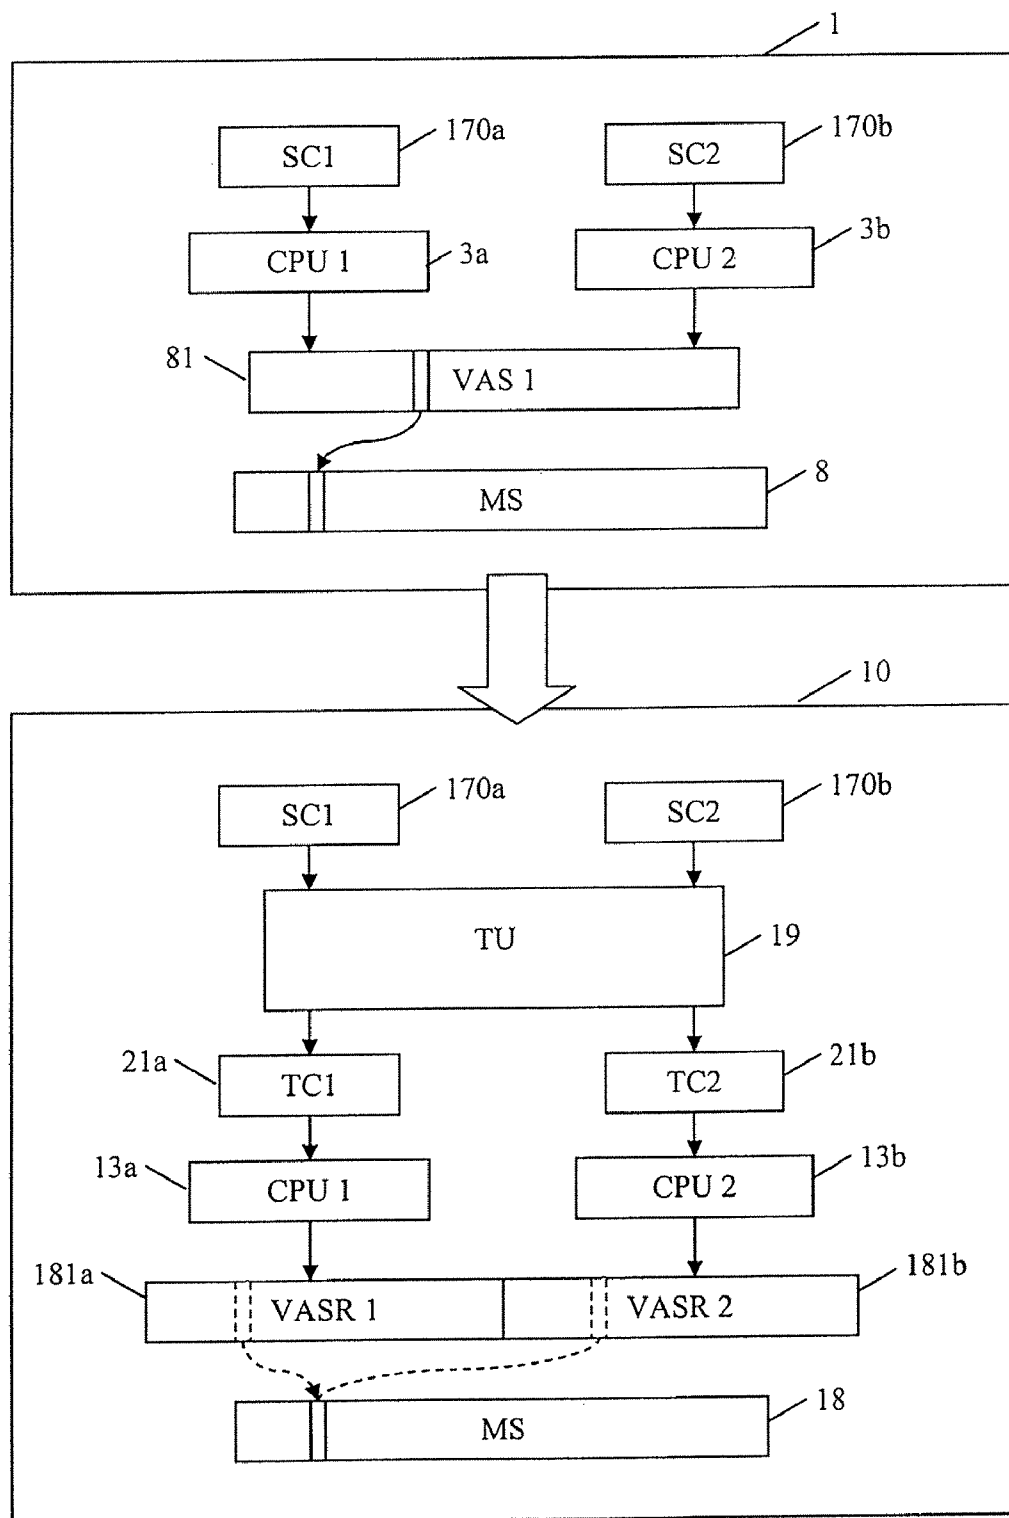 1
170a
170b
SC1
SC2
3a
3b
CPU 1
CPU 2
81
VAS 1
8
MS
10
170a
170b
SC1
SC2
TU
19
21a
21b
TC1
TC2
13a
13b
CPU 1
CPU 2
181a
181b
VASR 1
VASR 2
18
MS